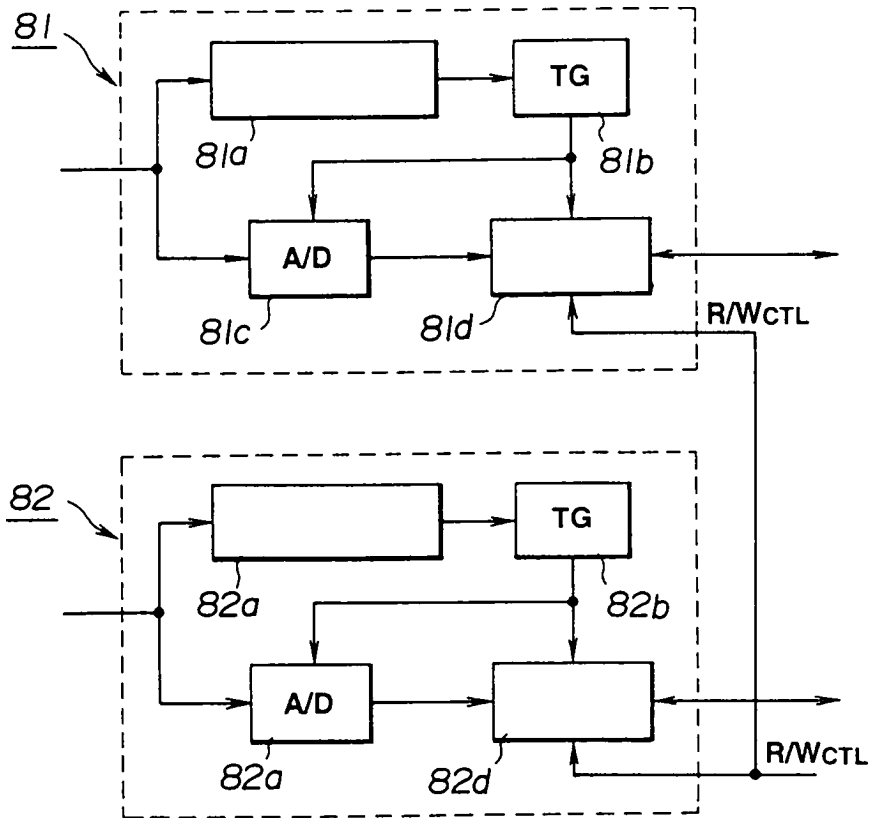 81
TG
81a
81b
A/D
81c
81d
R/WCTL
82
TG
82a
82b
A/D
82a
82d
R/WCTL